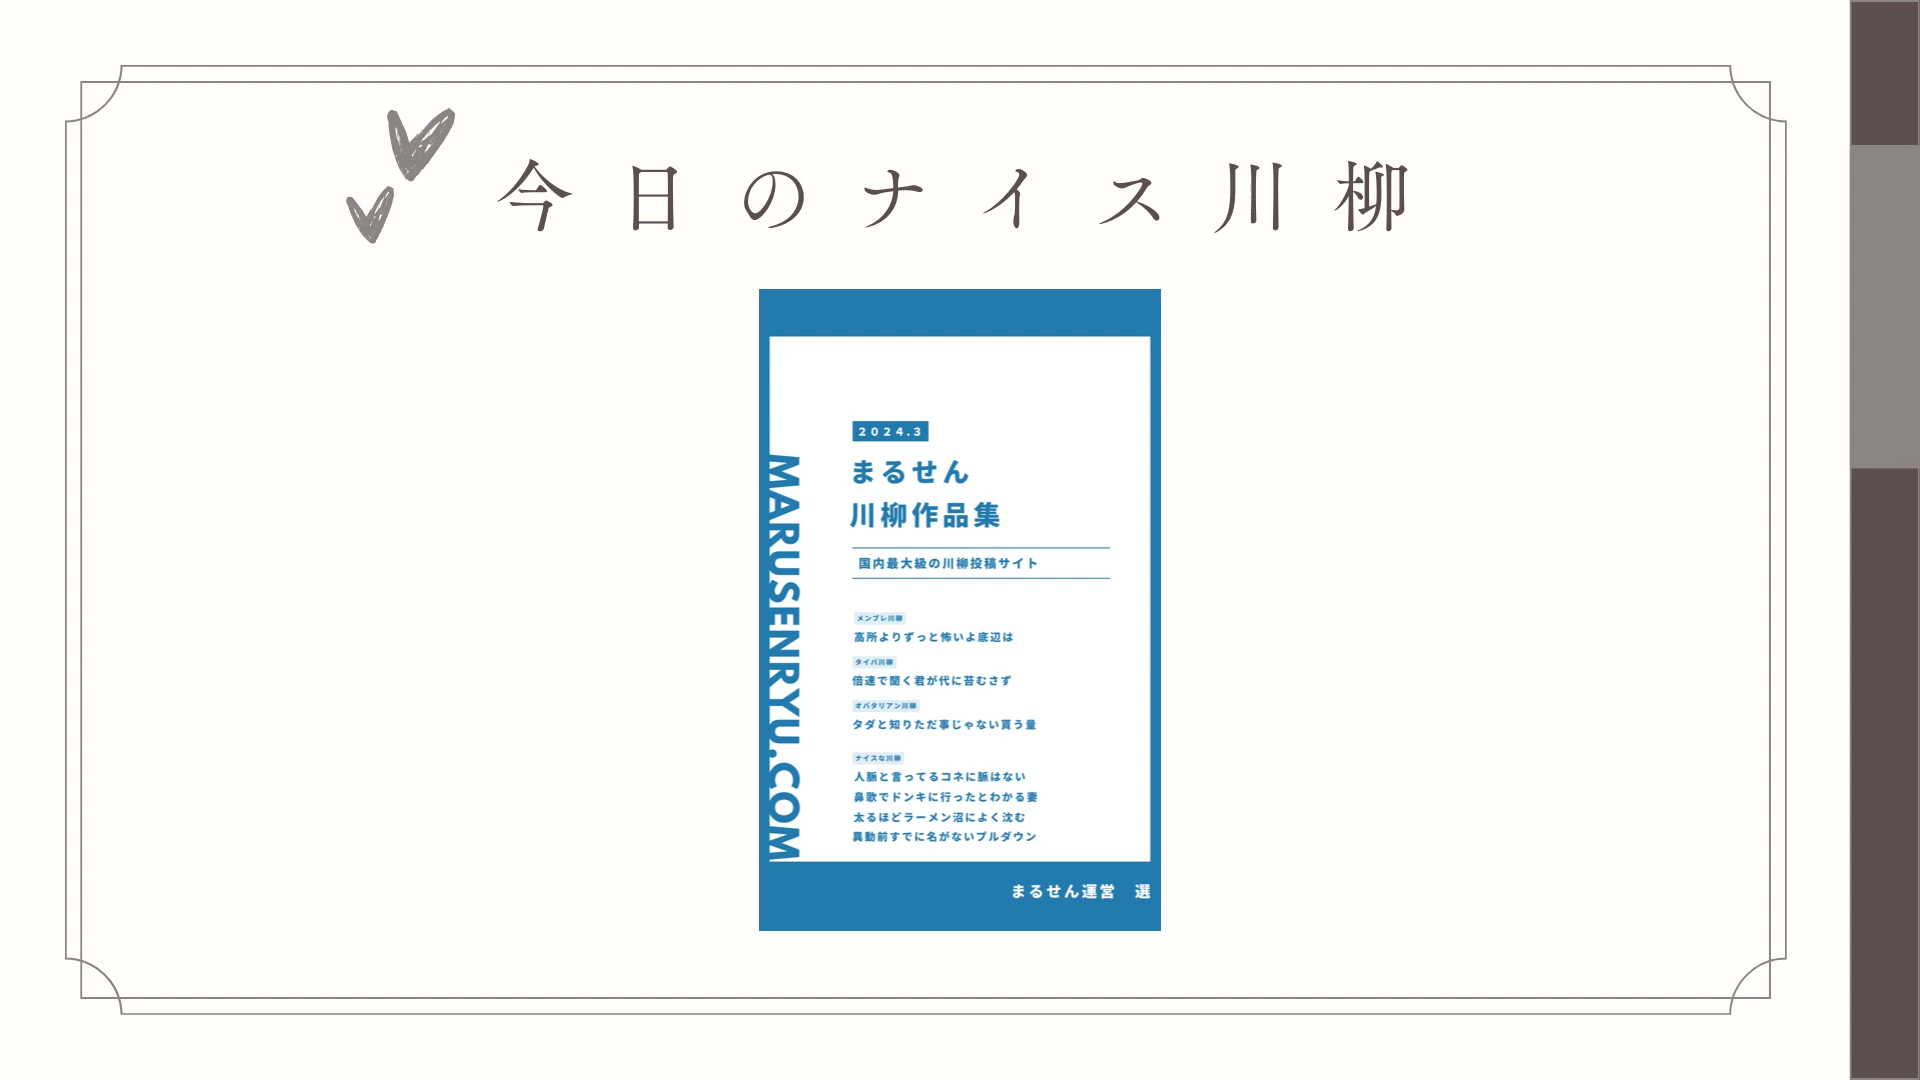 今日のナイス川柳
2024.3
まるせん
川柳作品集
国内最大級の川柳投稿サイト
メンブレ川柳
高所よりずっと怖いよ底辺は
タイパ川柳
倍速で聞く君が代に苔むさず
オバタリアン川柳
タダと知りただ事じゃない貰う量
ナイスな川柳
人脈と言ってるコネに脈はない
鼻歌でドンキに行ったとわかる妻
太るほどラーメン沼によく沈む
異動前すでに名がないプルダウン
MARUSENRYU.COM
まるせん運営　選